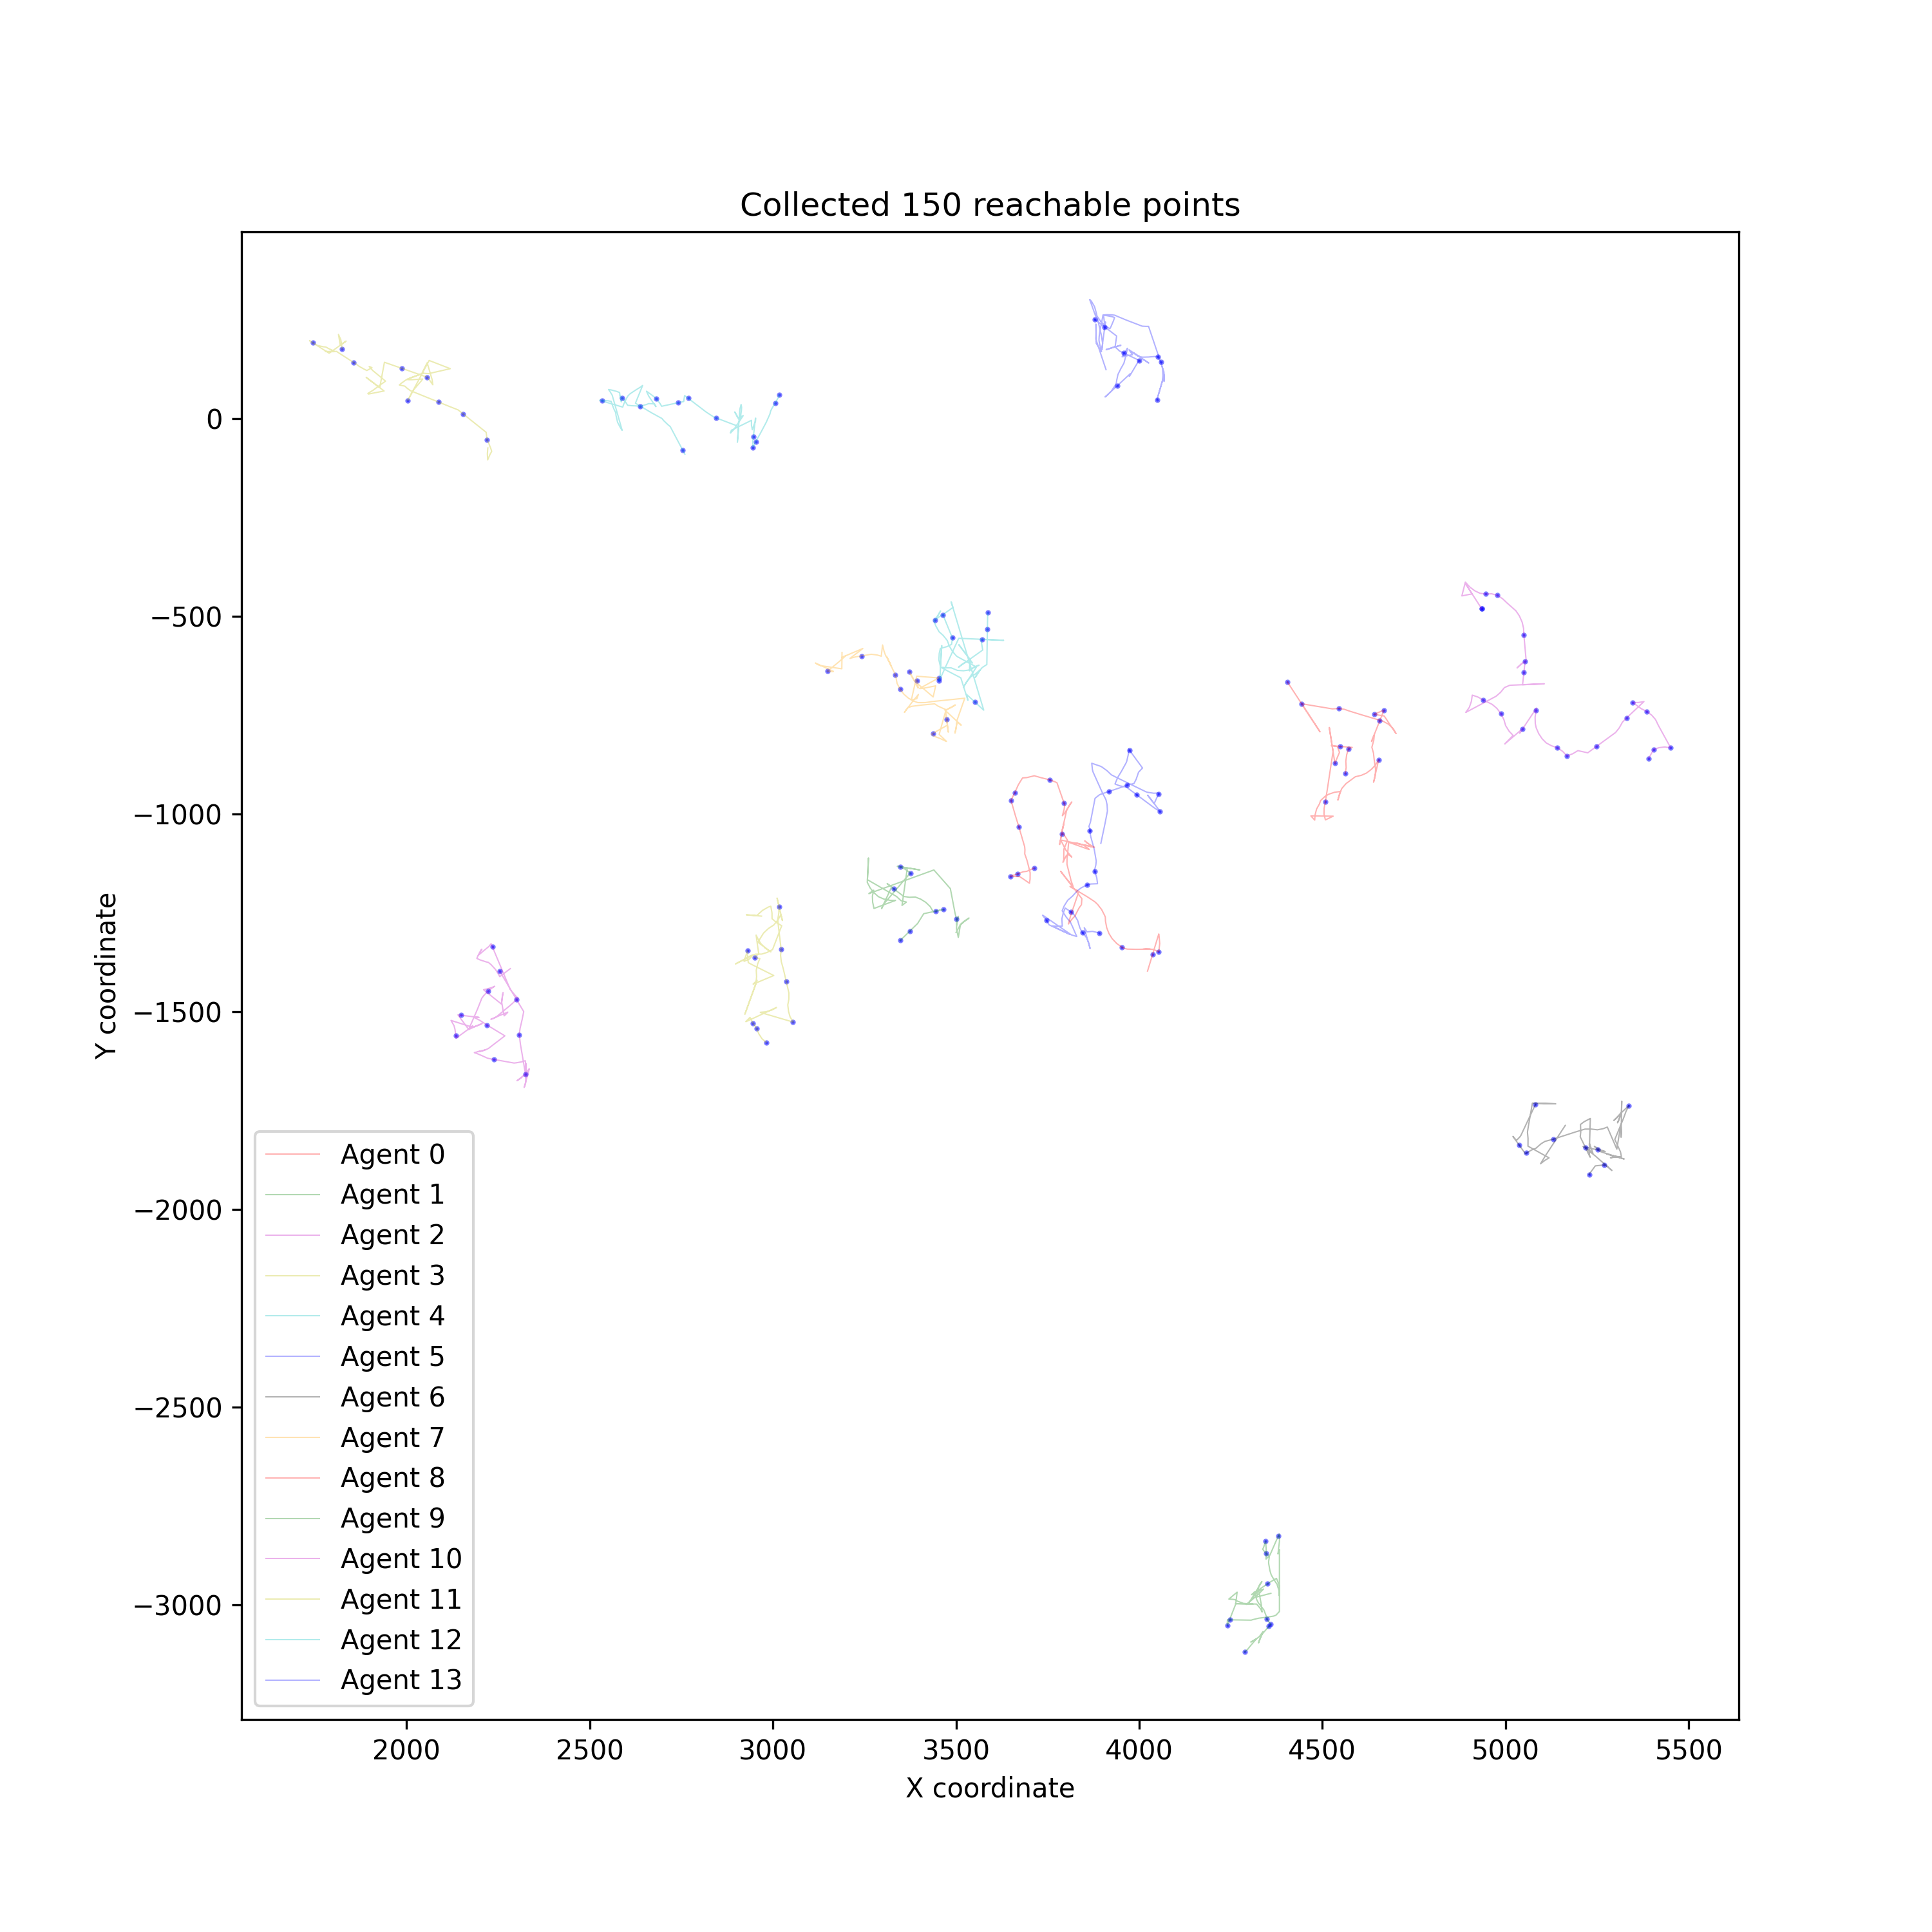 Collected 150 reachable points
0
−500
−1000
−1500
−2000
−2500
−3000
Y coordinate
Agent 0
Agent 1
Agent 2
Agent 3
Agent 4
Agent 5
Agent 6
Agent 7
Agent 8
Agent 9
Agent 10
Agent 11
Agent 12
Agent 13
2000 2500 3000 3500 4000 4500 5000 5500
X coordinate